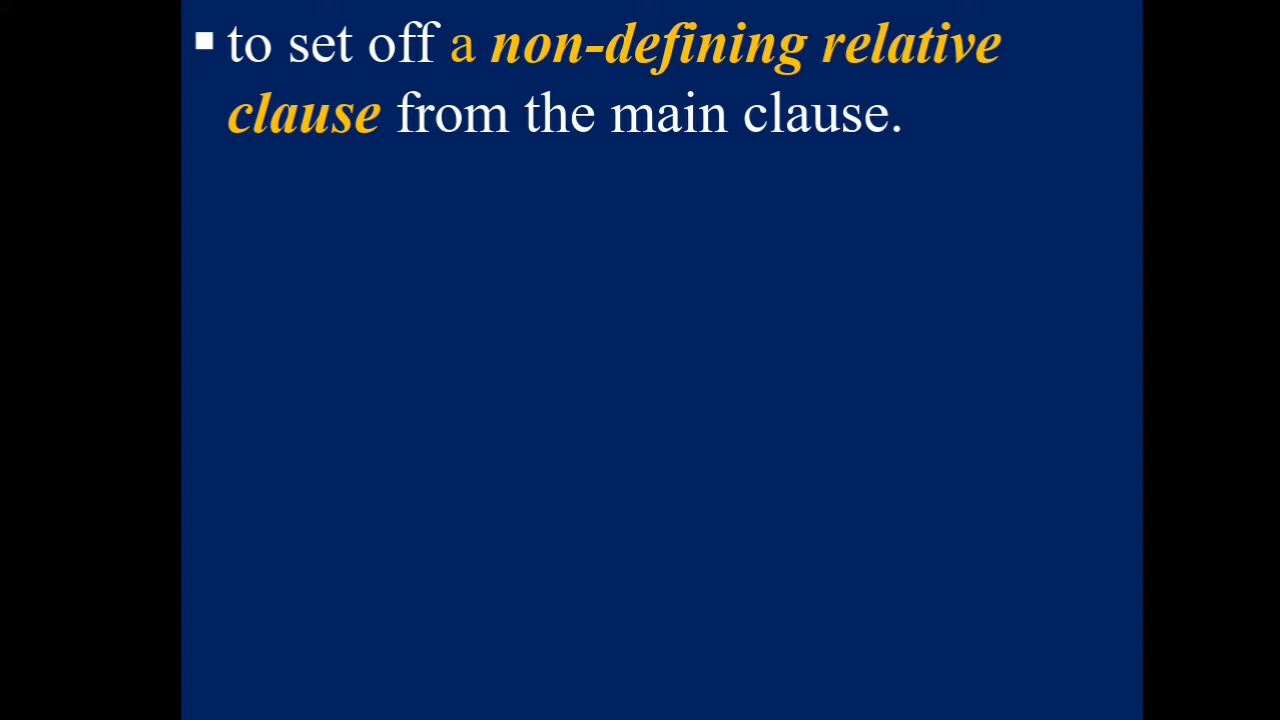 ▪ to set off a non-defining relative
clause from the main clause.